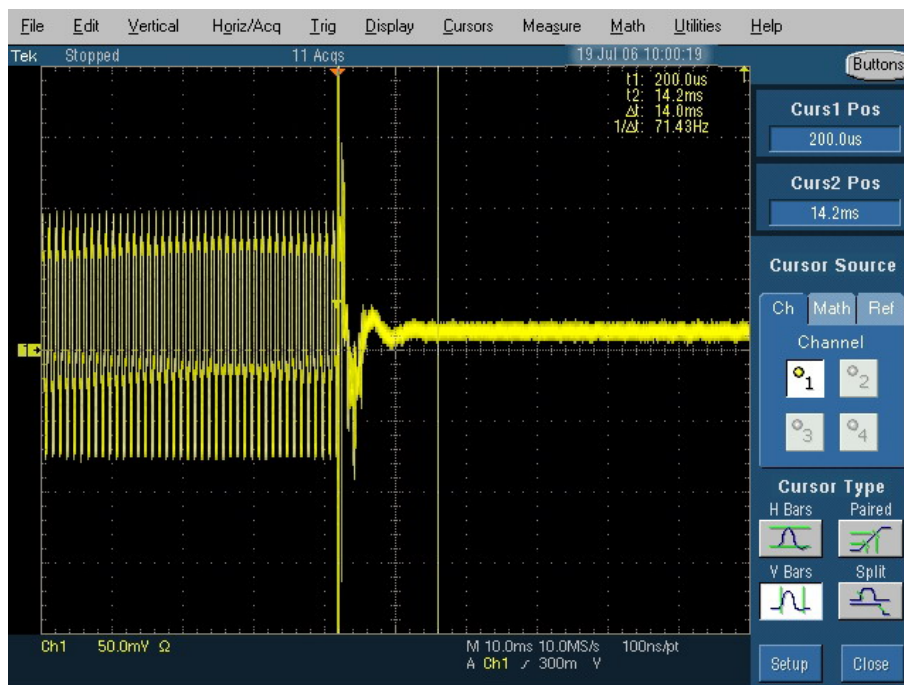 File Edit Vertical Horiz/Acq Trig Display Cursors Measure Math Utilities Help
Tek Stopped 11 Acqs 19 Jul 06 10:00:19
Buttons
t1: 200.0us
t2: 14.2ms
Δt: 14.0ms
1/Δt: 71.43Hz
Curs1 Pos
200.0us
Curs2 Pos
14.2ms
Cursor Source
Ch Math Ref
Channel
1 2
3 4
1
Cursor Type
H Bars Paired
V Bars Split
Setup Close
Ch1 50.0mV Ω
M 10.0ms 10.0MS/s 100ns/pt
A Ch1 / 300m V